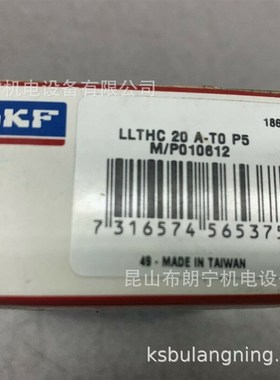 机电设备有限公司
SKF
186
LLTHC 20 A-T0 P5
M/P010612
7 316574 565375
49 - MADE IN TAIWAN
昆山布朗宁机电设备
ksbulangning.